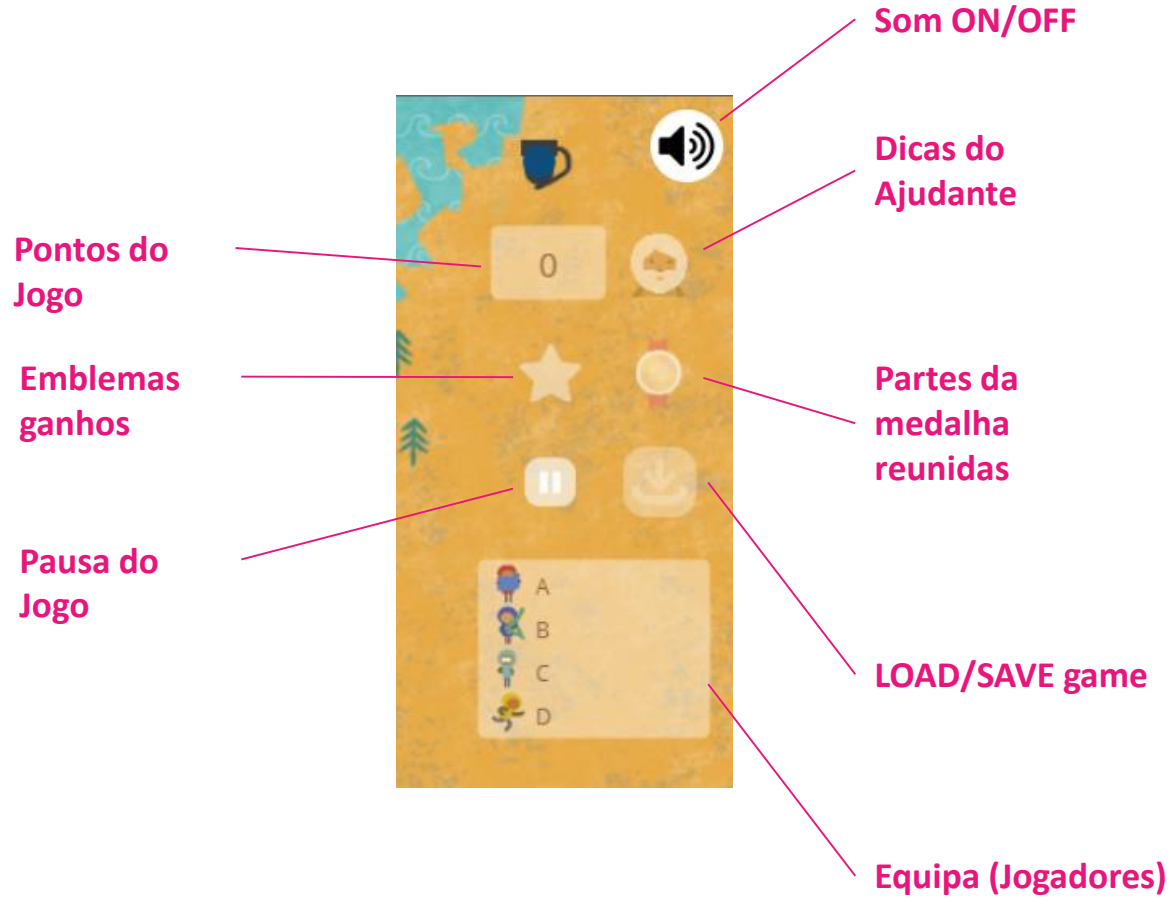 Som ON/OFF
Dicas do
Ajudante
Pontos do
Jogo
0
Emblemas
ganhos
Partes da
medalha
reunidas
Pausa do
Jogo
A
B
C
D
LOAD/SAVE game
Equipa (Jogadores)